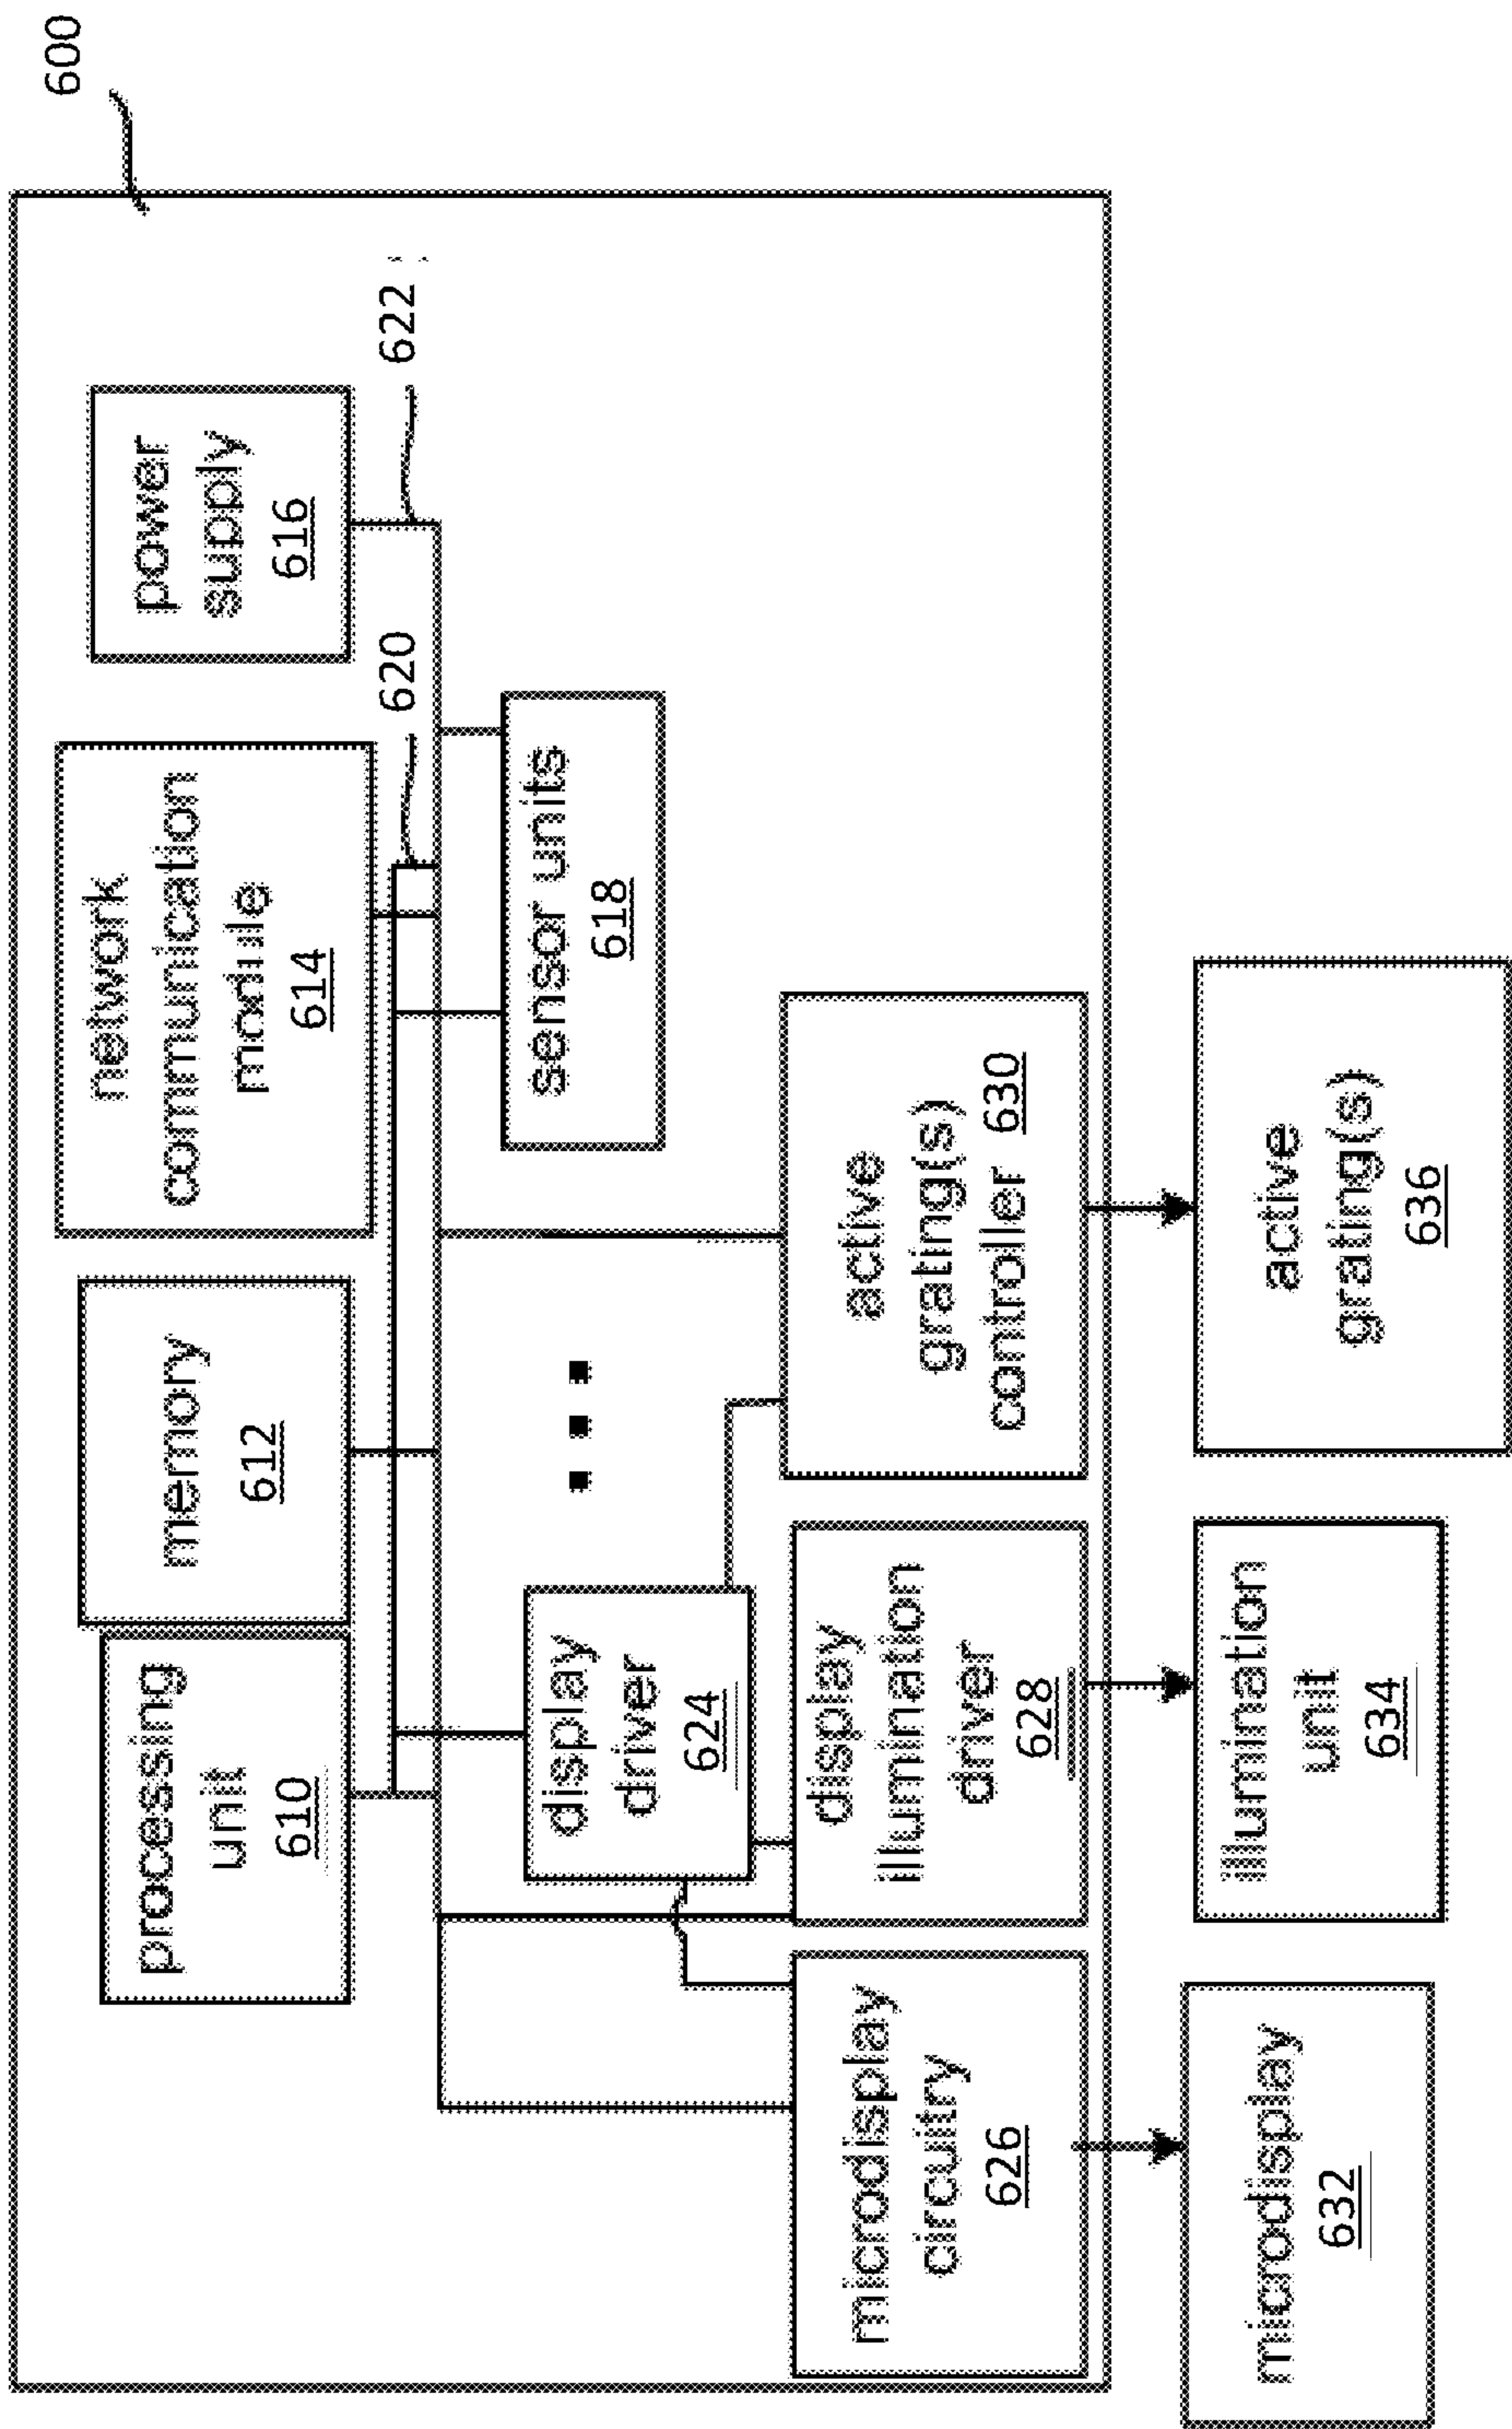 600
processing
unit
610
memory
612
network
communication
module
614
power
supply
616
620
622
sensor units
618
display
driver
624
microdisplay
circuitry
626
display
illumination
driver
628
active
grating(s)
controller 630
microdisplay
632
illumination
unit
634
active
grating(s)
636